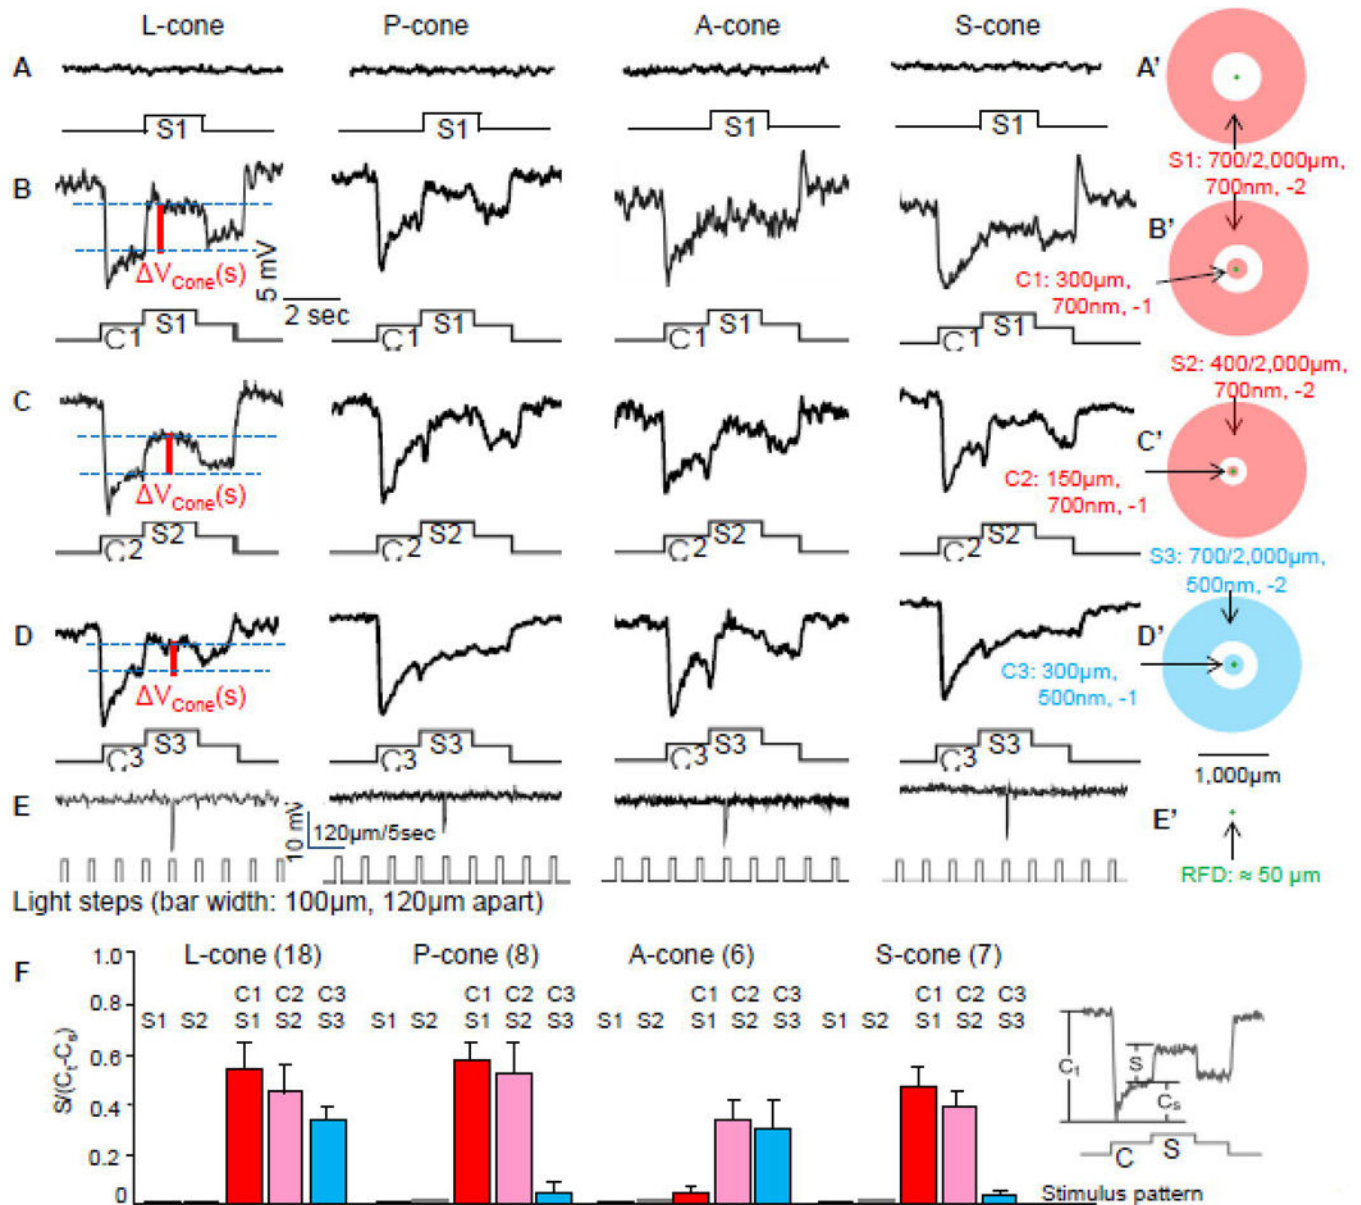 L-cone P-cone A-cone S-cone
A A'
S1 S1 S1 S1
S1: 700/2,000µm,
700nm, -2
B B'
ΔVCone(s)
5 mV
2 sec
C1: 300µm,
700nm, -1
C1 S1 C1 S1 C1 S1 C1 S1
S2: 400/2,000µm,
700nm, -2
C C'
ΔVCone(s)
C2: 150µm,
700nm, -1
C2 S2 C2 S2 C2 S2 C2 S2
S3: 700/2,000µm,
500nm, -2
D D'
ΔVCone(s)
C3: 300µm,
500nm, -1
C3 S3 C3 S3 C3 S3 C3 S3
1,000µm
E E'
10 mV
120µm/5sec
RFD: ≈ 50 µm
Light steps (bar width: 100µm, 120µm apart)
F
L-cone (18) P-cone (8) A-cone (6) S-cone (7)
C1 C2 C3 C1 C2 C3 C1 C2 C3 C1 C2 C3
S1 S2 S1 S2 S3 S1 S2 S1 S2 S3 S1 S2 S1 S2 S3 S1 S2 S1 S2 S3
S/(Ct-Cs)
1.0
0.8
0.6
0.4
0.2
0
Ct S
Cs
C S
Stimulus pattern